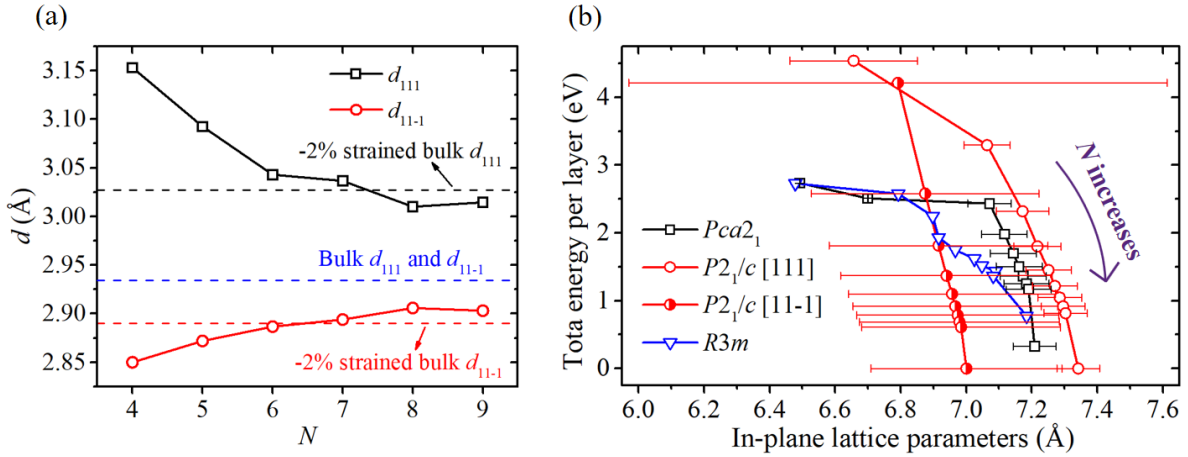 (a)
3.15
3.10
3.05
3.00
2.95
2.90
2.85
d (Å)
d111
d11-1
-2% strained bulk d111
Bulk d111 and d11-1
-2% strained bulk d11-1
4 5 6 7 8 9
N
(b)
4
3
2
1
0
Tota energy per layer (eV)
N increases
Pca21
P21/c [111]
P21/c [11-1]
R3m
6.0 6.2 6.4 6.6 6.8 7.0 7.2 7.4 7.6
In-plane lattice parameters (Å)